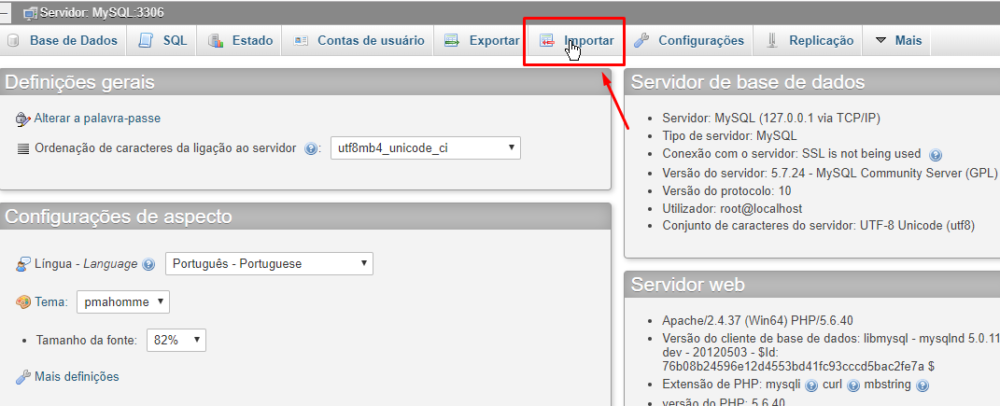 Servidor: MySQL:3306
Base de Dados SQL Estado Contas de usuário Exportar Importar Configurações Replicação Mais
Definições gerais
Alterar a palavra-passe
Ordenação de caracteres da ligação ao servidor : utf8mb4_unicode_ci
Configurações de aspecto
Língua - Language Português - Portuguese
Tema: pmahomme
Tamanho da fonte: 82%
Mais definições
Servidor de base de dados
Servidor: MySQL (127.0.0.1 via TCP/IP)
Tipo de servidor: MySQL
Conexão com o servidor: SSL is not being used
Versão do servidor: 5.7.24 - MySQL Community Server (GPL)
Versão do protocolo: 10
Utilizador: root@localhost
Conjunto de caracteres do servidor: UTF-8 Unicode (utf8)
Servidor web
Apache/2.4.37 (Win64) PHP/5.6.40
Versão do cliente de base de dados: libmysql - mysqlnd 5.0.11
dev - 20120503 - $Id:
76b08b24596e12d4553bd41fc93cccd5bac2fe7a $
Extensão de PHP: mysqli curl mbstring
versão do PHP: 5.6.40